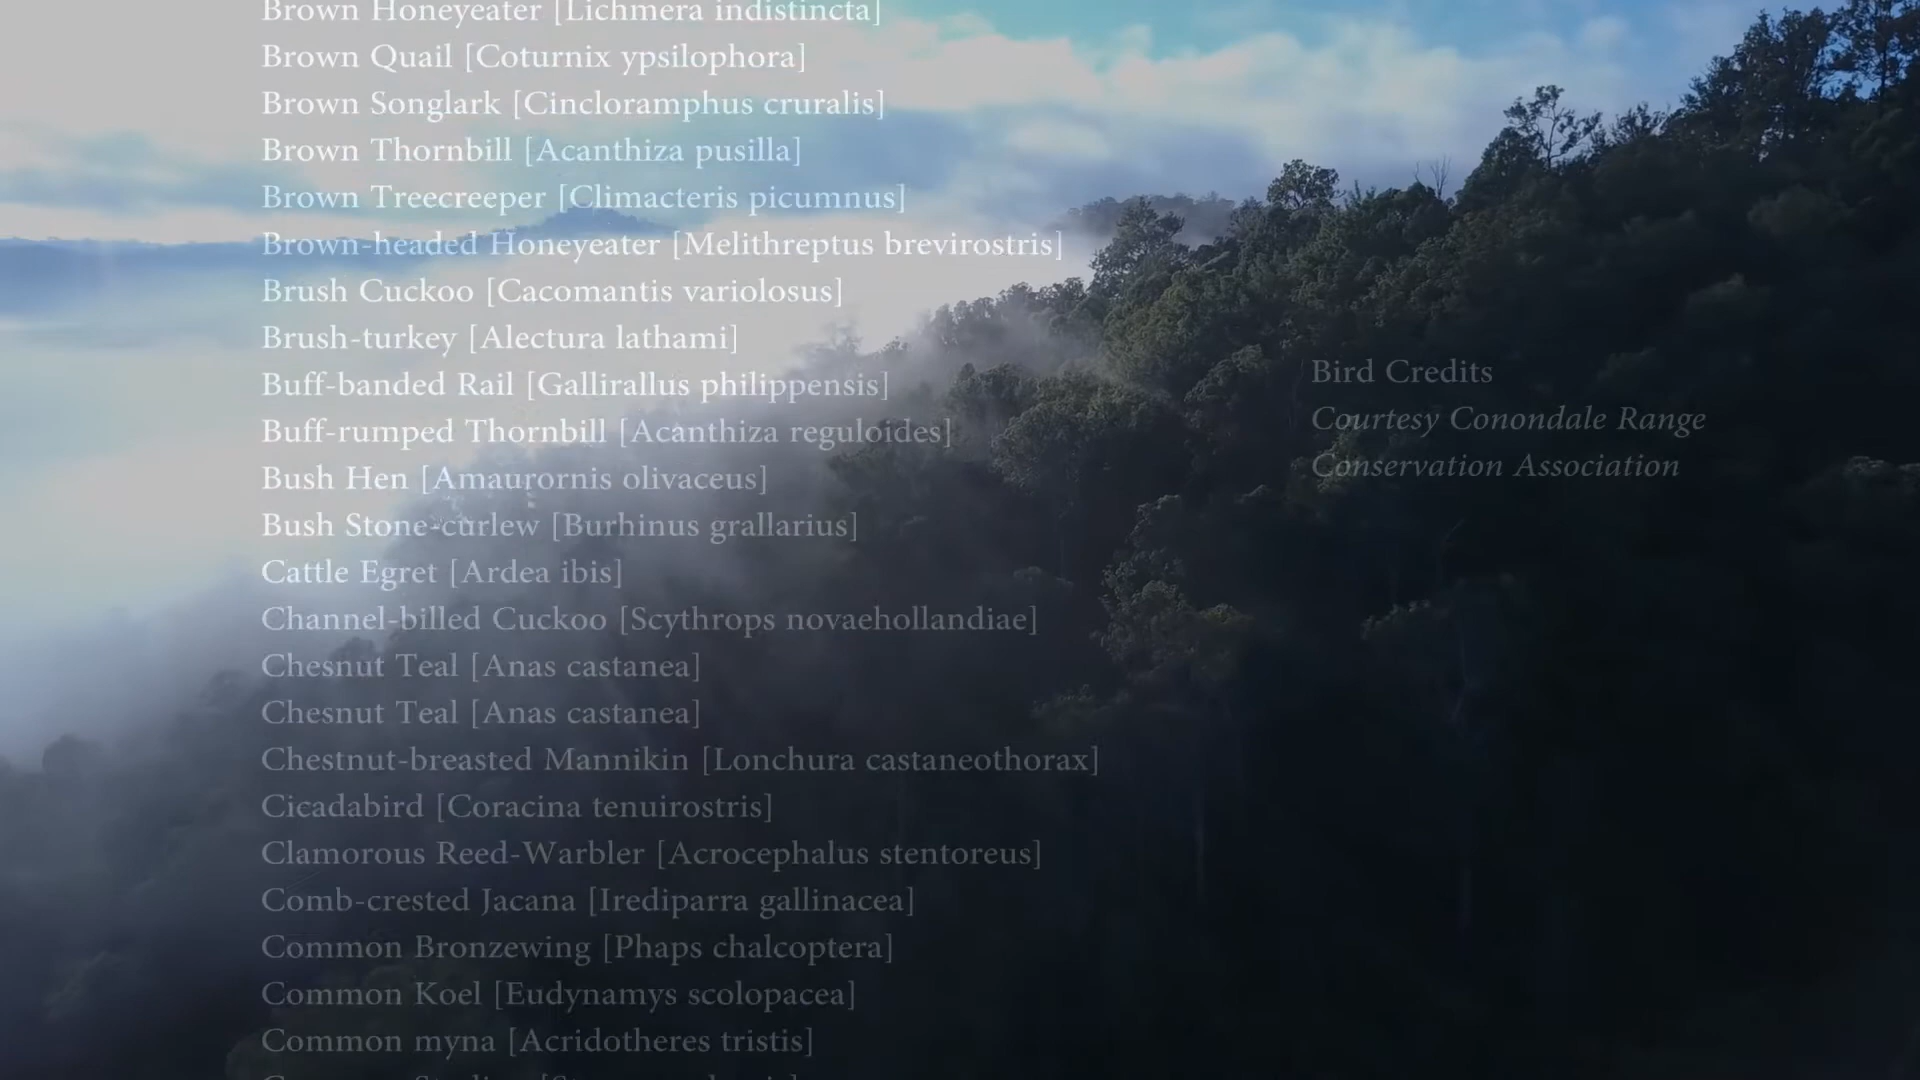 Brown Honeyeater [Lichmera indistincta]
Brown Quail [Coturnix ypsilophora]
Brown Songlark [Cincloramphus cruralis]
Brown Thornbill [Acanthiza pusilla]
Brown Treecreeper [Climacteris picumnus]
Brown-headed Honeyeater [Melithreptus brevirostris]
Brush Cuckoo [Cacomantis variolosus]
Brush-turkey [Alectura lathami]
Buff-banded Rail [Gallirallus philippensis]
Buff-rumped Thornbill [Acanthiza reguloides]
Bush Hen [Amaurornis olivaceus]
Bush Stone-curlew [Burhinus grallarius]
Cattle Egret [Ardea ibis]
Channel-billed Cuckoo [Scythrops novaehollandiae]
Chesnut Teal [Anas castanea]
Chesnut Teal [Anas castanea]
Chestnut-breasted Mannikin [Lonchura castaneothorax]
Cicadabird [Coracina tenuirostris]
Clamorous Reed-Warbler [Acrocephalus stentoreus]
Comb-crested Jacana [Irediparra gallinacea]
Common Bronzewing [Phaps chalcoptera]
Common Koel [Eudynamys scolopacea]
Common myna [Acridotheres tristis]
Bird Credits
Courtesy Conondale Range
Conservation Association